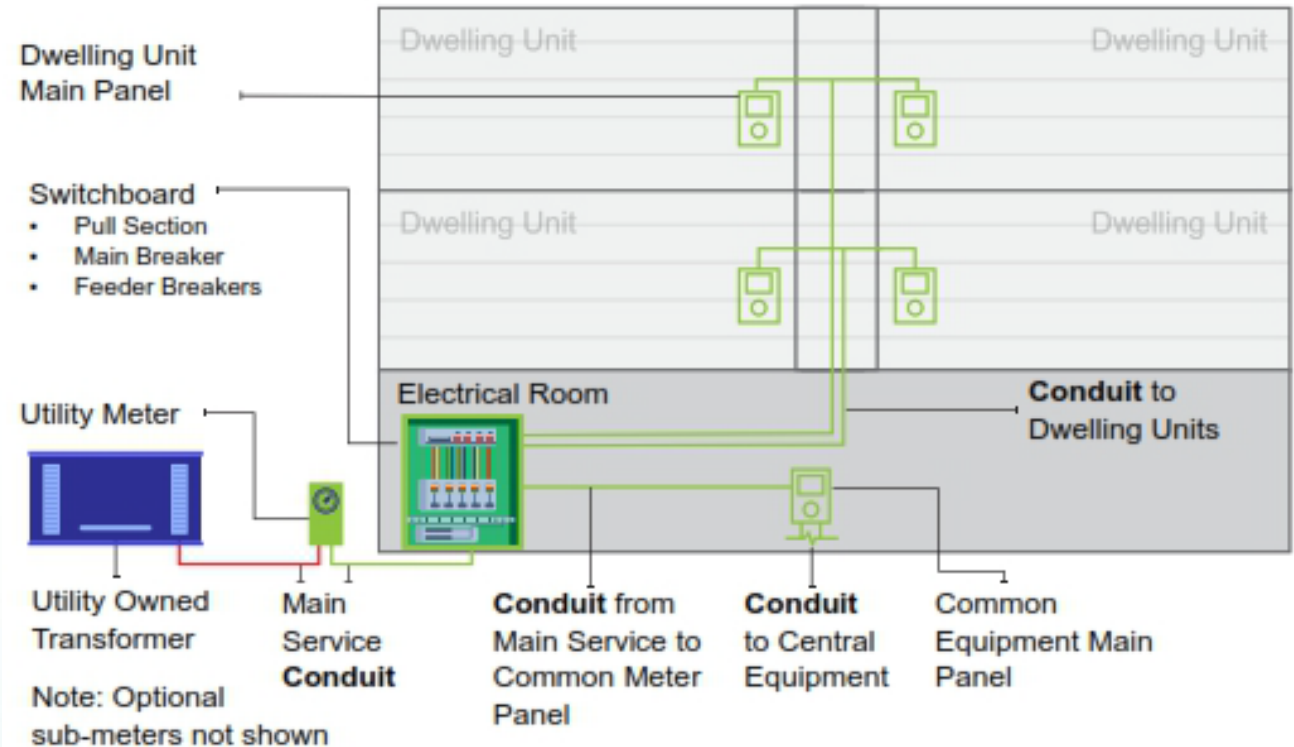 Dwelling Unit
Main Panel
Dwelling Unit
Dwelling Unit
Switchboard
• Pull Section
• Main Breaker
• Feeder Breakers
Dwelling Unit
Dwelling Unit
Utility Meter
Electrical Room
Conduit to
Dwelling Units
Utility Owned
Transformer
Note: Optional
sub-meters not shown
Main
Service
Conduit
Conduit from
Main Service to
Common Meter
Panel
Conduit
to Central
Equipment
Common
Equipment Main
Panel